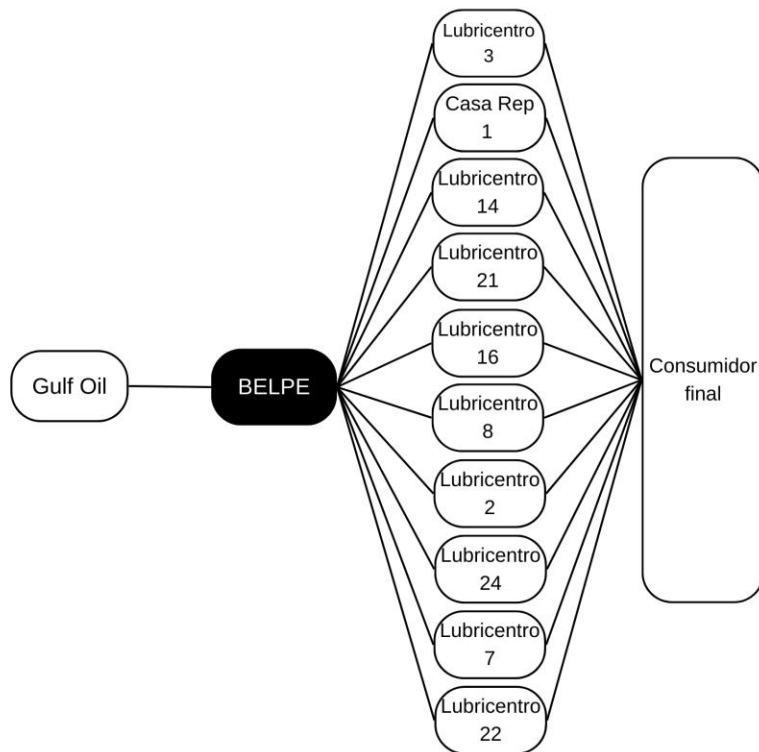 Gulf Oil
BELPE
Lubricentro
3
Casa Rep
1
Lubricentro
14
Lubricentro
21
Lubricentro
16
Lubricentro
8
Lubricentro
2
Lubricentro
24
Lubricentro
7
Lubricentro
22
Consumidor
final